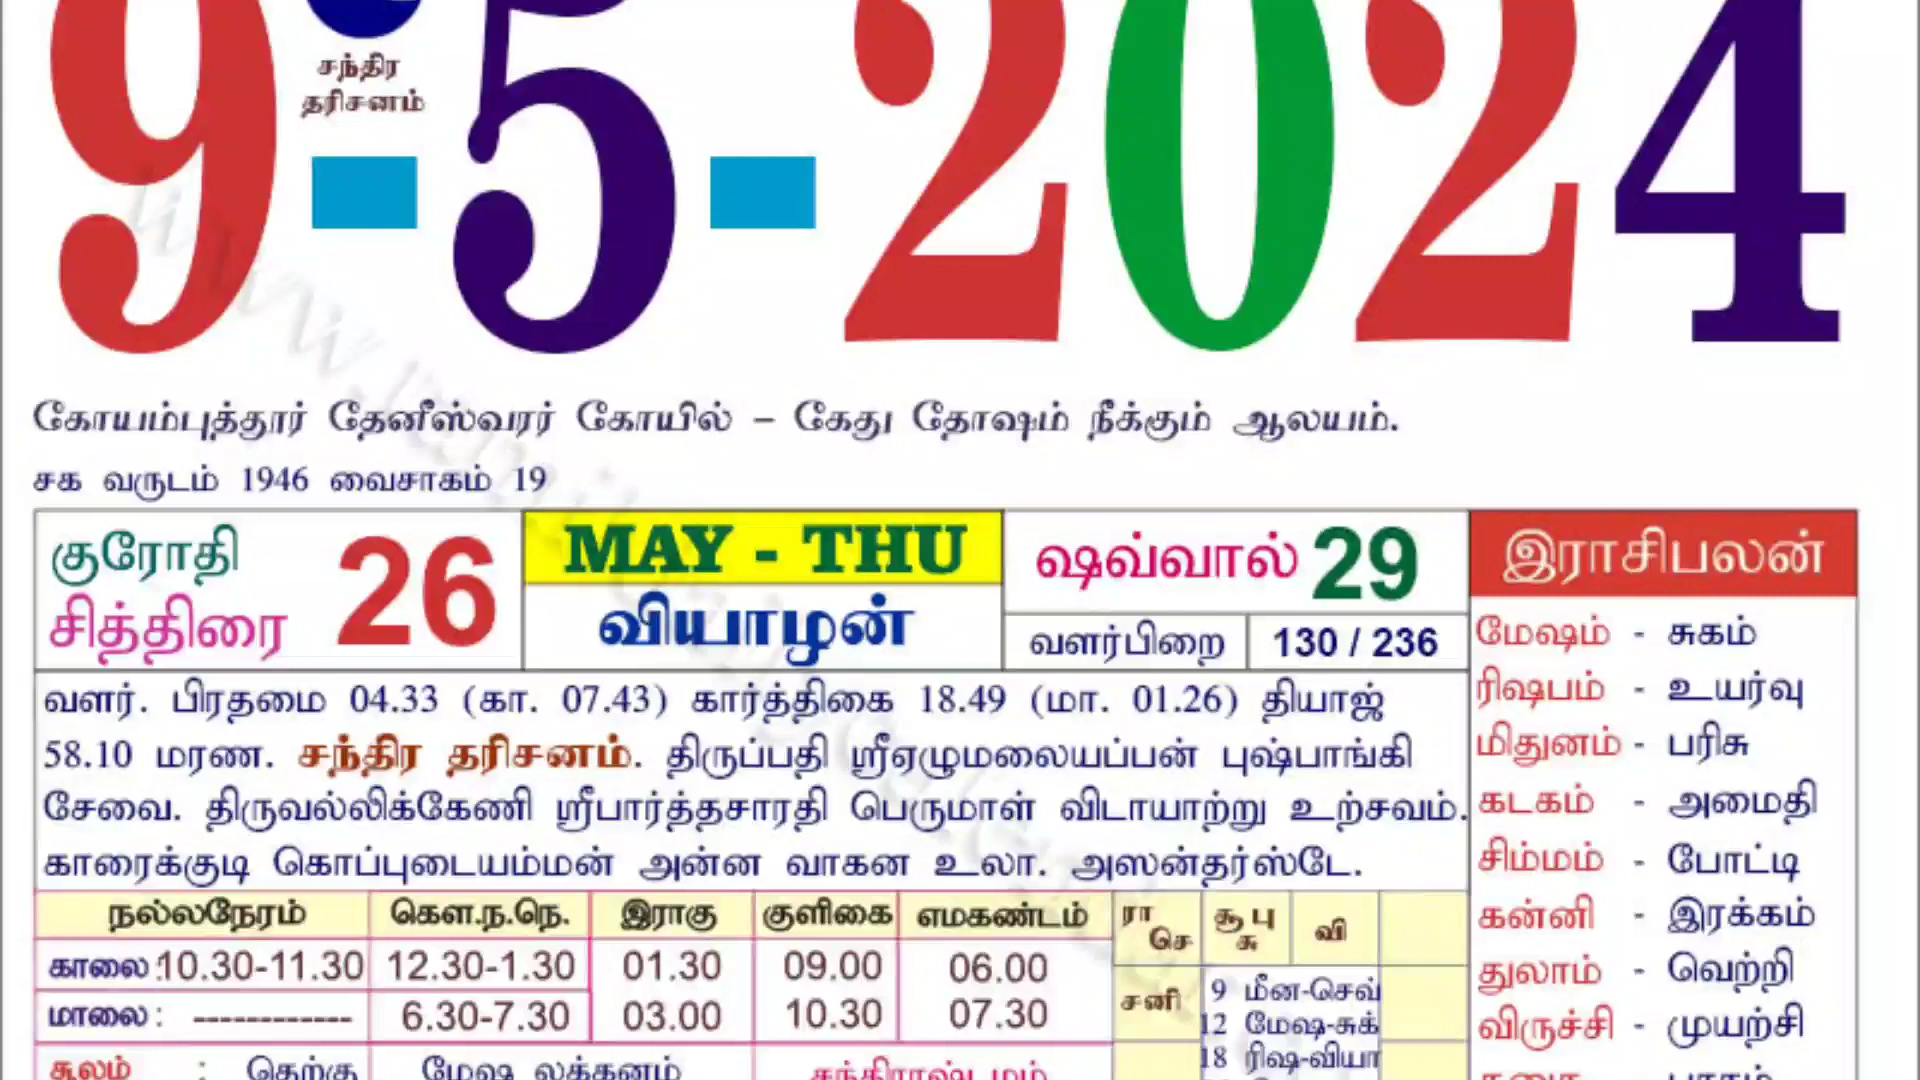 9-5-2024
சந்திர
தரிசனம்
கோயம்புத்தூர் தேனீஸ்வரர் கோயில் – கேது தோஷம் நீக்கும் ஆலயம்.
சக வருடம் 1946 வைசாகம் 19
குரோதி
சித்திரை 26
MAY - THU
வியாழன்
ஷவ்வால் 29
வளர்பிறை 130 / 236
வளர். பிரதமை 04.33 (கா. 07.43) கார்த்திகை 18.49 (மா. 01.26) தியாஜ்
58.10 மரண. சந்திர தரிசனம். திருப்பதி ஸ்ரீஏழுமலையப்பன் புஷ்பாங்கி
சேவை. திருவல்லிக்கேணி ஸ்ரீபார்த்தசாரதி பெருமாள் விடாயாற்று உற்சவம்.
காரைக்குடி கொப்புடையம்மன் அன்ன வாகன உலா. அஸன்தர்ஸ்டே.
நல்லநேரம் கௌ.ந.நெ. இராகு குளிகை எமகண்டம்
காலை :10.30-11.30 12.30-1.30 01.30 09.00 06.00
மாலை : ------------ 6.30-7.30 03.00 10.30 07.30
சூலம் : தெற்கு மேஷ லக்கனம் சந்திராஷ்டமம்
ரா
செ
சூ பு
சு
வி
சனி
9 மீன-செவ்
12 மேஷ-சுக்
18 ரிஷ-வியா
இராசிபலன்
மேஷம் - சுகம்
ரிஷபம் - உயர்வு
மிதுனம் - பரிசு
கடகம் - அமைதி
சிம்மம் - போட்டி
கன்னி - இரக்கம்
துலாம் - வெற்றி
விருச்சி - முயற்சி